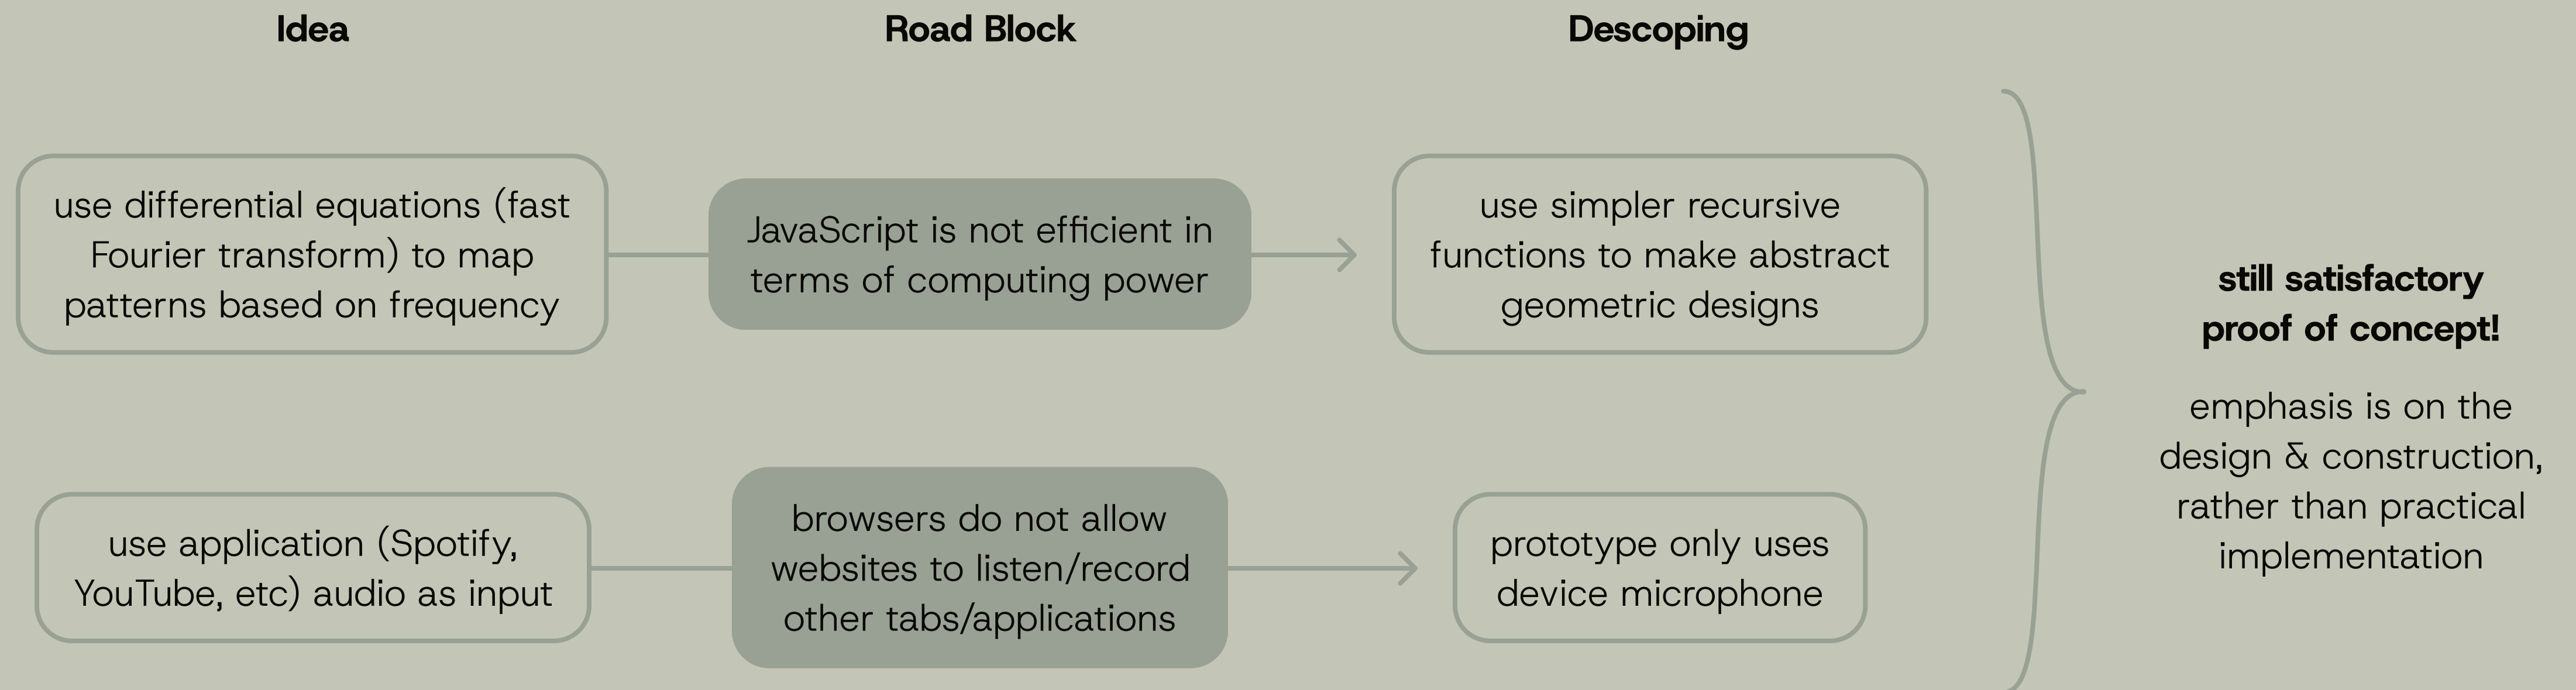 Idea
Road Block
Descoping
use differential equations (fast
Fourier transform) to map
patterns based on frequency
JavaScript is not efficient in
terms of computing power
use simpler recursive
functions to make abstract
geometric designs
use application (Spotify,
YouTube, etc) audio as input
browsers do not allow
websites to listen/record
other tabs/applications
prototype only uses
device microphone
still satisfactory
proof of concept!
emphasis is on the
design & construction,
rather than practical
implementation